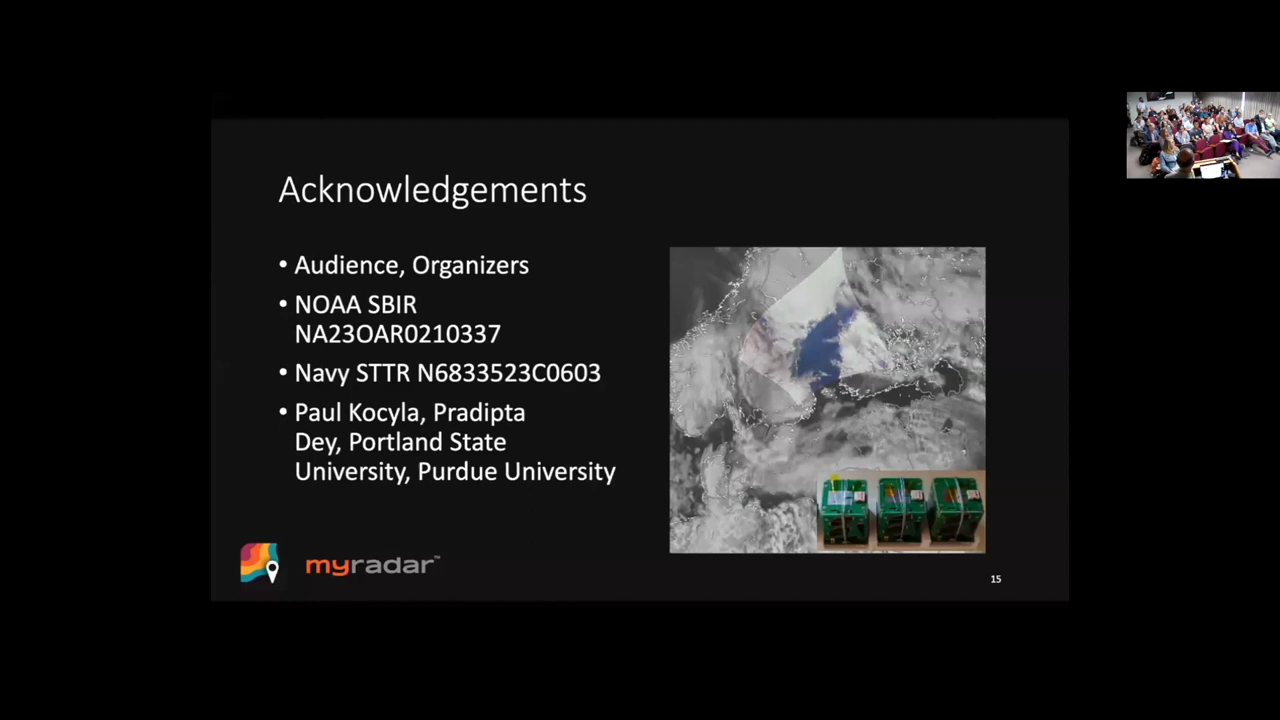 Acknowledgements
• Audience, Organizers
• NOAA SBIR
NA23OAR0210337
• Navy STTR N6833523C0603
• Paul Kocyla, Pradipta
Dey, Portland State
University, Purdue University
myradar™
15